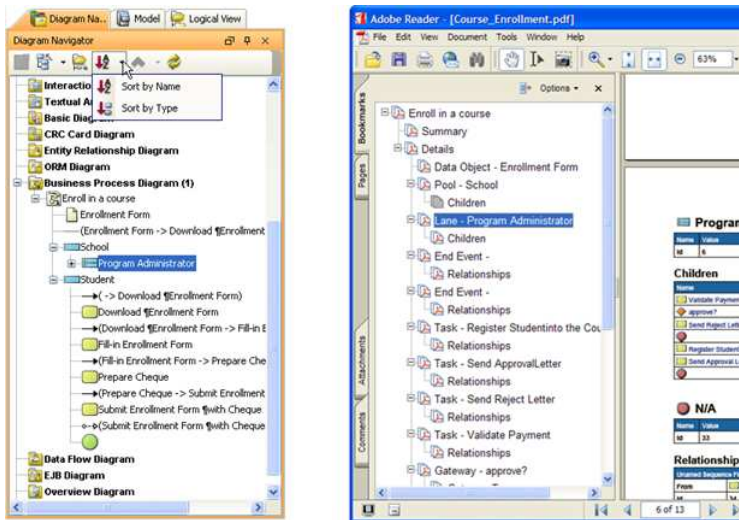 Diagram Na..
Model
Logical View
Diagram Navigator
Sort by Name
Sort by Type
Interactio
Textual A
Basic Diag
CRC Card Diagram
Entity Relationship Diagram
ORM Diagram
Business Process Diagram (1)
Enroll in a course
Enrollment Form
(Enrollment Form -> Download ¶Enrollment
School
Program Administrator
Student
( -> Download ¶Enrollment Form)
Download ¶Enrollment Form
(Download ¶Enrollment Form -> Fill-in E
Fill-in Enrollment Form
(Fill-in Enrollment Form -> Prepare Che
Prepare Cheque
(Prepare Cheque -> Submit Enrollment
Submit Enrollment Form ¶with Cheque
(Submit Enrollment Form ¶with Cheque
Data Flow Diagram
EJB Diagram
Overview Diagram
Adobe Reader - [Course_Enrollment.pdf]
File Edit View Document Tools Window Help
63%
Options
Bookmarks
Pages
Attachments
Comments
Enroll in a course
Summary
Details
Data Object - Enrollment Form
Pool - School
Children
Lane - Program Administrator
Children
End Event -
Relationships
End Event -
Relationships
Task - Register Studentinto the Cou
Relationships
Task - Send ApprovalLetter
Relationships
Task - Send Reject Letter
Relationships
Task - Validate Payment
Relationships
Gateway - approve?
6 of 13
Program
Name Value
Id 6
Children
Name
Validate Payment
approve?
Send Reject Lett
Register Student
Send Approval L
N/A
Name Value
Id 33
Relationship
Unnamed Sequence F
From